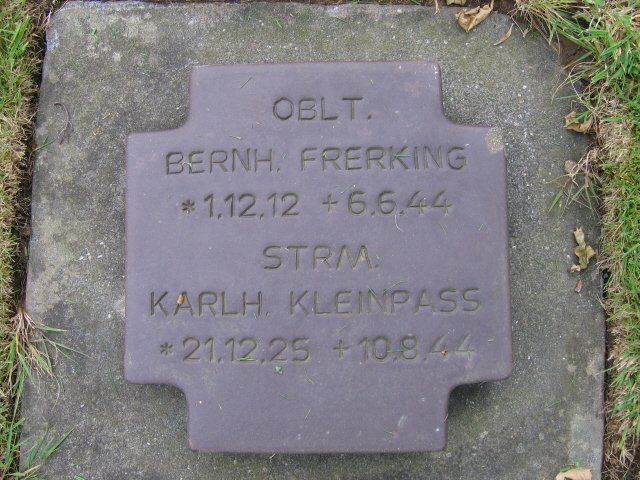 OBLT.
BERNH. FRERKING
* 1.12.12 + 6.6.44
STRM.
KARLH. KLEINPASS
* 21.12.25 + 10.8.44